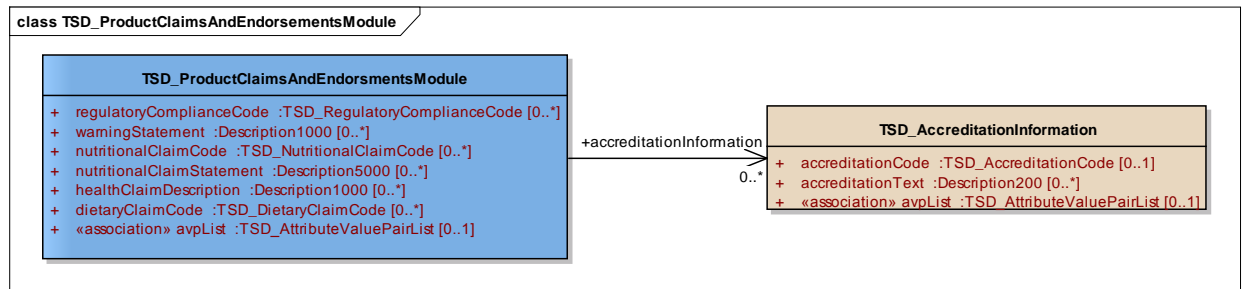 class TSD_ProductClaimsAndEndorsementsModule
TSD_ProductClaimsAndEndorsmentsModule
+ regulatoryComplianceCode :TSD_RegulatoryComplianceCode [0..*]
+ warningStatement :Description1000 [0..*]
+ nutritionalClaimCode :TSD_NutritionalClaimCode [0..*]
+ nutritionalClaimStatement :Description5000 [0..*]
+ healthClaimDescription :Description1000 [0..*]
+ dietaryClaimCode :TSD_DietaryClaimCode [0..*]
+ «association» avpList :TSD_AttributeValuePairList [0..1]
+accreditationInformation
0..*
TSD_AccreditationInformation
+ accreditationCode :TSD_AccreditationCode [0..1]
+ accreditationText :Description200 [0..*]
+ «association» avpList :TSD_AttributeValuePairList [0..1]